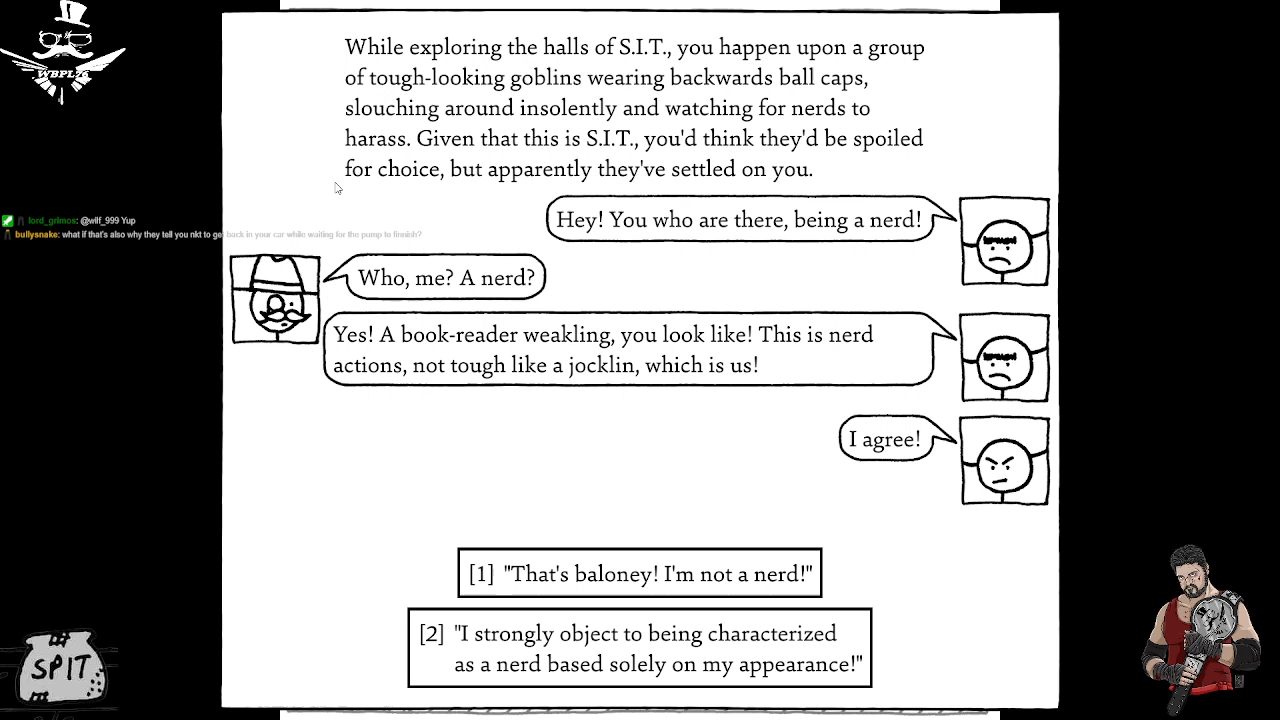 WBPL76
While exploring the halls of S.I.T., you happen upon a group
of tough-looking goblins wearing backwards ball caps,
slouching around insolently and watching for nerds to
harass. Given that this is S.I.T., you'd think they'd be spoiled
for choice, but apparently they've settled on you.
Hey! You who are there, being a nerd!
lord_grimos: @wilf_999 Yup
bullysnake: what if that's also why they tell you nkt to get back in your car while waiting for the pump to finnish?
Who, me? A nerd?
Yes! A book-reader weakling, you look like! This is nerd
actions, not tough like a jocklin, which is us!
I agree!
[1] "That's baloney! I'm not a nerd!"
[2] "I strongly object to being characterized
as a nerd based solely on my appearance!"
SPIT